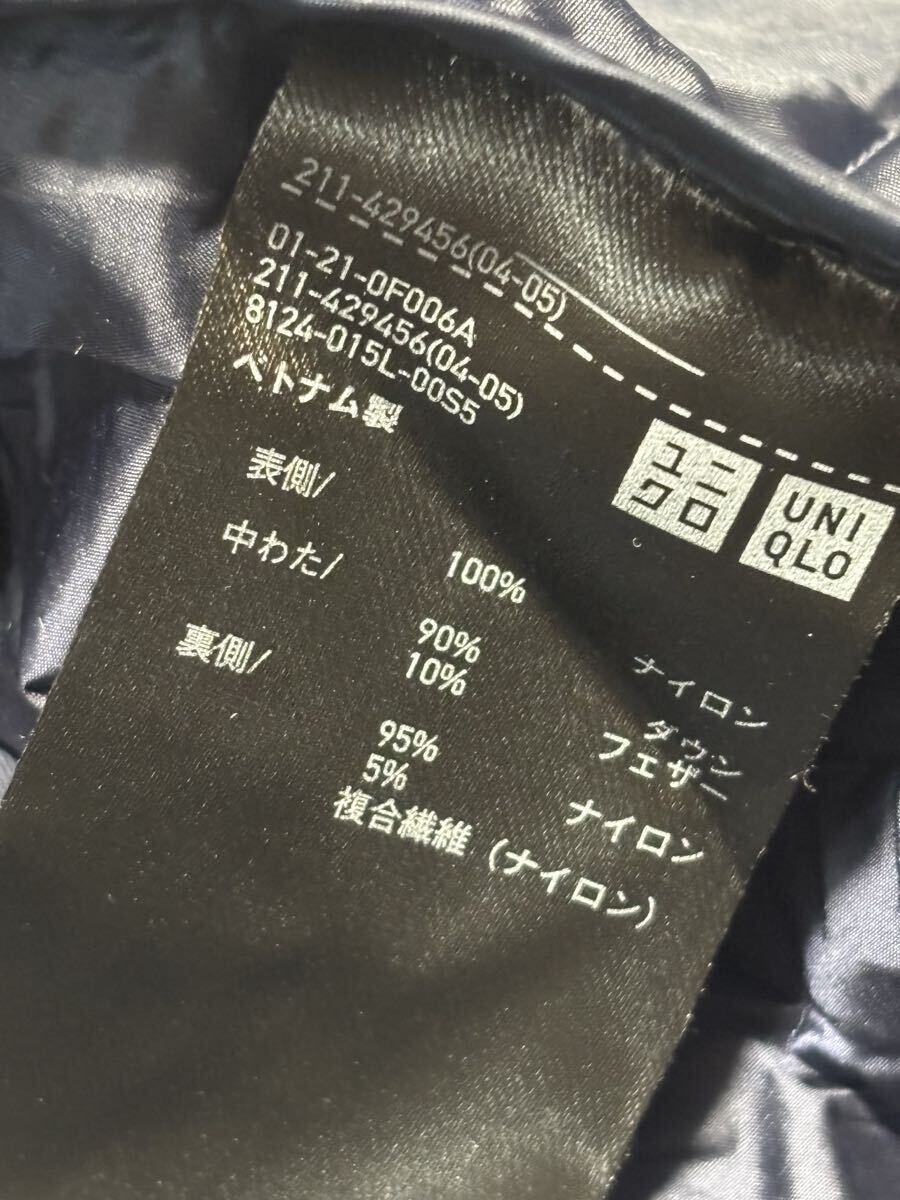 211-429456(04-05)
01-21-0F006A
211-429456(04-05)
8124-015L-00S5
ベトナム製
ユニ
クロ
UNI
QLO
表側/
100% ナイロン
中わた/
90% ダウン
10% フェザー
裏側/
95% ナイロン
5%
複合繊維 (ナイロン)